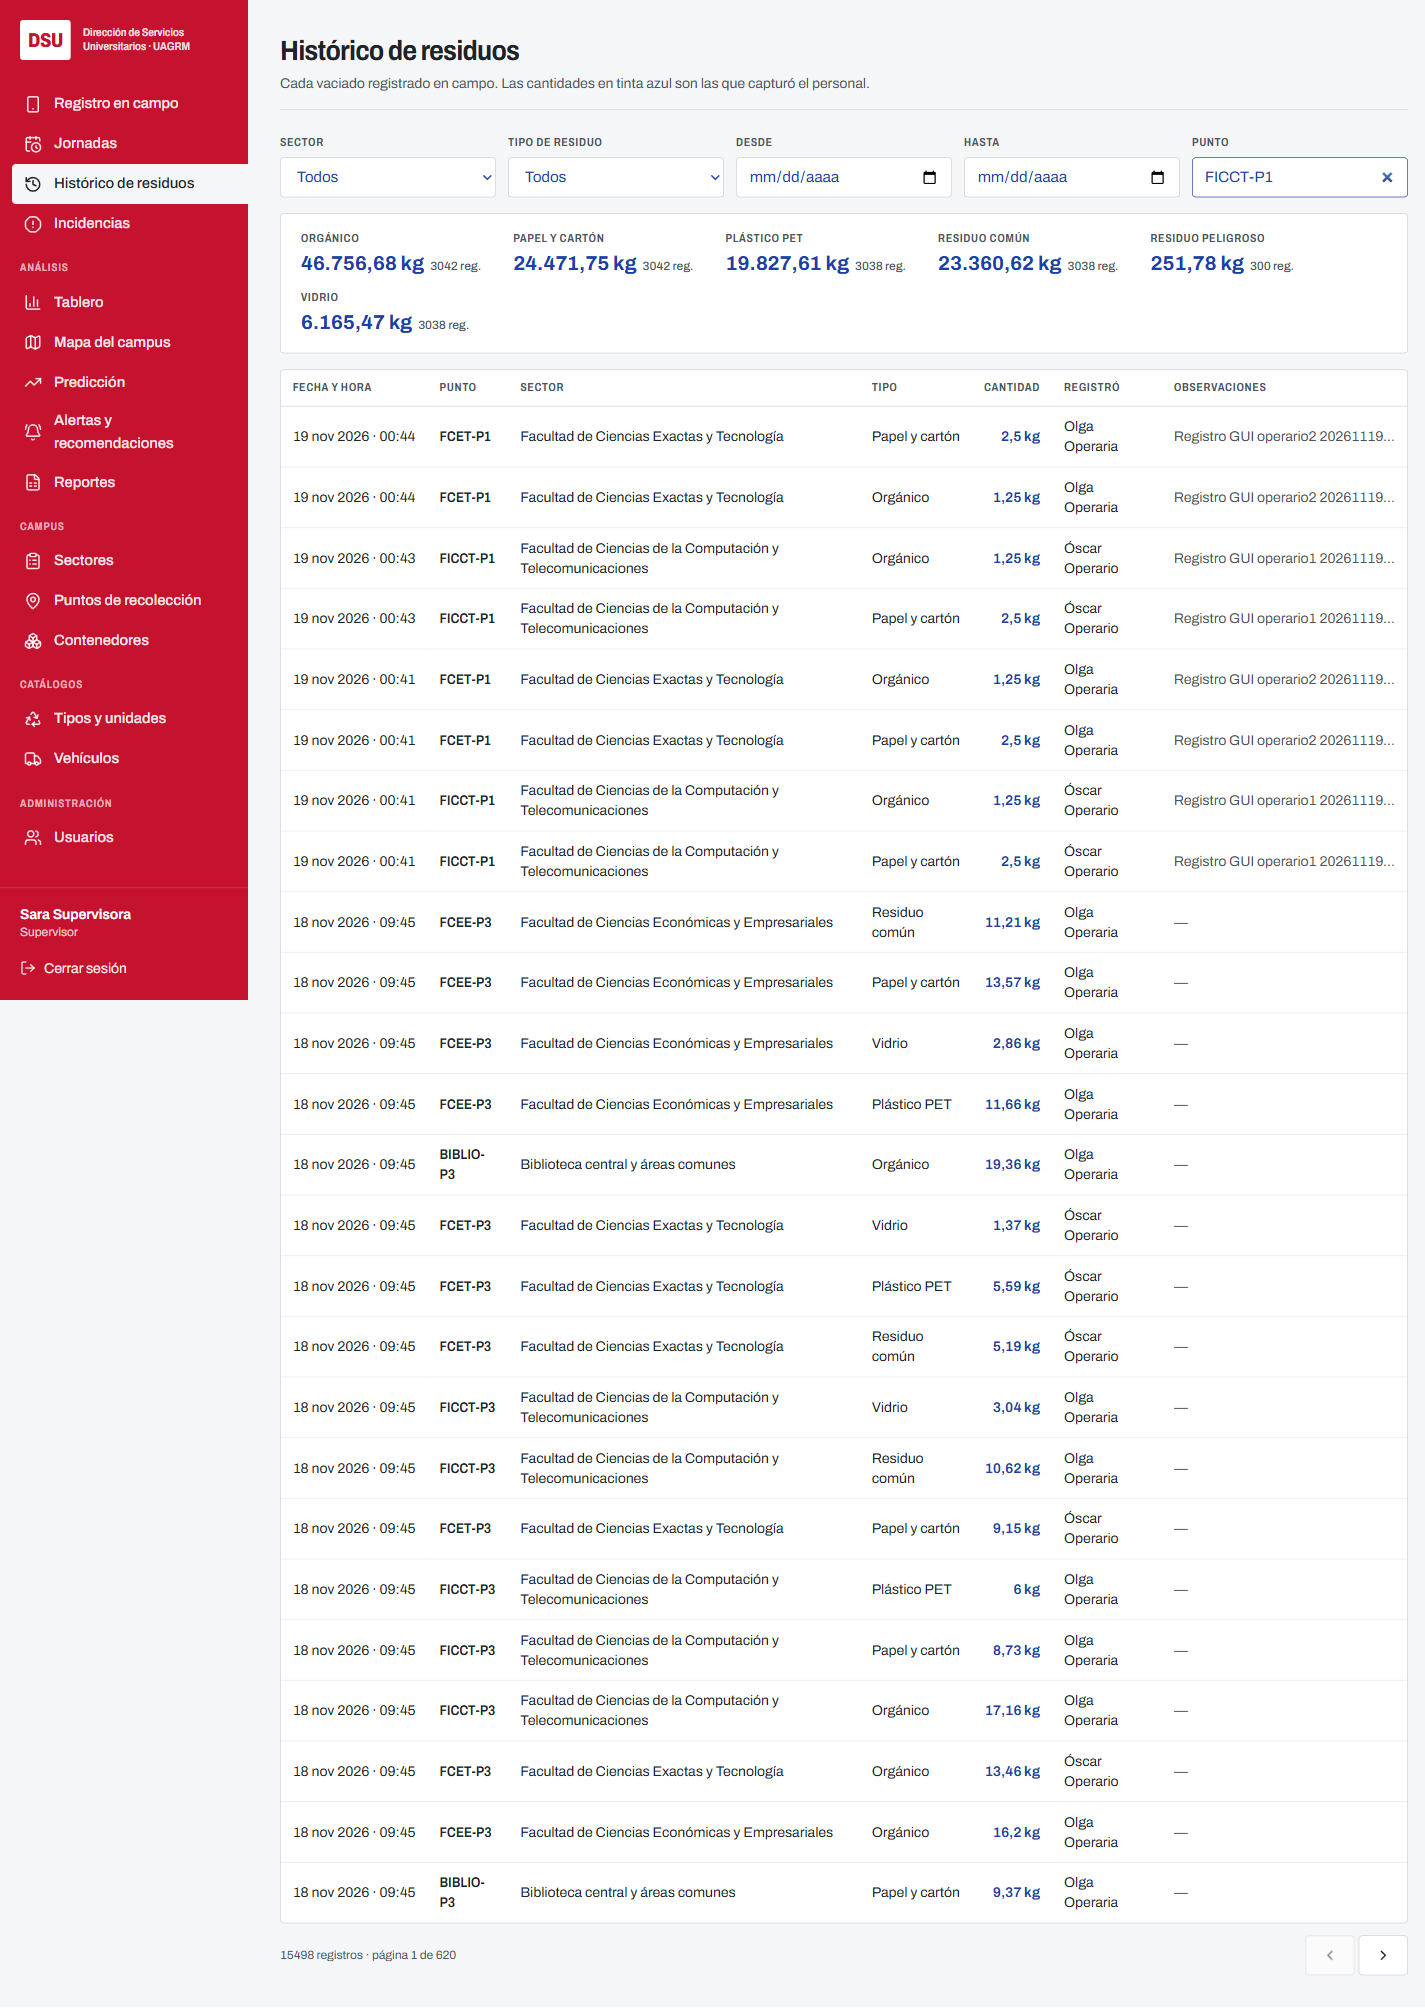 DSU
Dirección de Servicios
Universitarios · UAGRM
Registro en campo
Jornadas
Histórico de residuos
Incidencias
ANÁLISIS
Tablero
Mapa del campus
Predicción
Alertas y
recomendaciones
Reportes
CAMPUS
Sectores
Puntos de recolección
Contenedores
CATÁLOGOS
Tipos y unidades
Vehículos
ADMINISTRACIÓN
Usuarios
Sara Supervisora
Supervisor
Cerrar sesión
Histórico de residuos
Cada vaciado registrado en campo. Las cantidades en tinta azul son las que capturó el personal.
SECTOR TIPO DE RESIDUO DESDE HASTA PUNTO
Todos Todos mm/dd/aaaa mm/dd/aaaa FICCT-P1
ORGÁNICO PAPEL Y CARTÓN PLÁSTICO PET RESIDUO COMÚN RESIDUO PELIGROSO
46.756,68 kg 3042 reg. 24.471,75 kg 3042 reg. 19.827,61 kg 3038 reg. 23.360,62 kg 3038 reg. 251,78 kg 300 reg.
VIDRIO
6.165,47 kg 3038 reg.
FECHA Y HORA PUNTO SECTOR TIPO CANTIDAD REGISTRÓ OBSERVACIONES
19 nov 2026 · 00:44 FCET-P1 Facultad de Ciencias Exactas y Tecnología Papel y cartón 2,5 kg Olga Operaria Registro GUI operario2 20261119...
19 nov 2026 · 00:44 FCET-P1 Facultad de Ciencias Exactas y Tecnología Orgánico 1,25 kg Olga Operaria Registro GUI operario2 20261119...
19 nov 2026 · 00:43 FICCT-P1 Facultad de Ciencias de la Computación y Telecomunicaciones Orgánico 1,25 kg Óscar Operario Registro GUI operario1 20261119...
19 nov 2026 · 00:43 FICCT-P1 Facultad de Ciencias de la Computación y Telecomunicaciones Papel y cartón 2,5 kg Óscar Operario Registro GUI operario1 20261119...
19 nov 2026 · 00:41 FCET-P1 Facultad de Ciencias Exactas y Tecnología Orgánico 1,25 kg Olga Operaria Registro GUI operario2 20261119...
19 nov 2026 · 00:41 FCET-P1 Facultad de Ciencias Exactas y Tecnología Papel y cartón 2,5 kg Olga Operaria Registro GUI operario2 20261119...
19 nov 2026 · 00:41 FICCT-P1 Facultad de Ciencias de la Computación y Telecomunicaciones Orgánico 1,25 kg Óscar Operario Registro GUI operario1 20261119...
19 nov 2026 · 00:41 FICCT-P1 Facultad de Ciencias de la Computación y Telecomunicaciones Papel y cartón 2,5 kg Óscar Operario Registro GUI operario1 20261119...
18 nov 2026 · 09:45 FCEE-P3 Facultad de Ciencias Económicas y Empresariales Residuo común 11,21 kg Olga Operaria —
18 nov 2026 · 09:45 FCEE-P3 Facultad de Ciencias Económicas y Empresariales Papel y cartón 13,57 kg Olga Operaria —
18 nov 2026 · 09:45 FCEE-P3 Facultad de Ciencias Económicas y Empresariales Vidrio 2,86 kg Olga Operaria —
18 nov 2026 · 09:45 FCEE-P3 Facultad de Ciencias Económicas y Empresariales Plástico PET 11,66 kg Olga Operaria —
18 nov 2026 · 09:45 BIBLIO-P3 Biblioteca central y áreas comunes Orgánico 19,36 kg Olga Operaria —
18 nov 2026 · 09:45 FCET-P3 Facultad de Ciencias Exactas y Tecnología Vidrio 1,37 kg Óscar Operario —
18 nov 2026 · 09:45 FCET-P3 Facultad de Ciencias Exactas y Tecnología Plástico PET 5,59 kg Óscar Operario —
18 nov 2026 · 09:45 FCET-P3 Facultad de Ciencias Exactas y Tecnología Residuo común 5,19 kg Óscar Operario —
18 nov 2026 · 09:45 FICCT-P3 Facultad de Ciencias de la Computación y Telecomunicaciones Vidrio 3,04 kg Olga Operaria —
18 nov 2026 · 09:45 FICCT-P3 Facultad de Ciencias de la Computación y Telecomunicaciones Residuo común 10,62 kg Olga Operaria —
18 nov 2026 · 09:45 FCET-P3 Facultad de Ciencias Exactas y Tecnología Papel y cartón 9,15 kg Óscar Operario —
18 nov 2026 · 09:45 FICCT-P3 Facultad de Ciencias de la Computación y Telecomunicaciones Plástico PET 6 kg Olga Operaria —
18 nov 2026 · 09:45 FICCT-P3 Facultad de Ciencias de la Computación y Telecomunicaciones Papel y cartón 8,73 kg Olga Operaria —
18 nov 2026 · 09:45 FICCT-P3 Facultad de Ciencias de la Computación y Telecomunicaciones Orgánico 17,16 kg Olga Operaria —
18 nov 2026 · 09:45 FCET-P3 Facultad de Ciencias Exactas y Tecnología Orgánico 13,46 kg Óscar Operario —
18 nov 2026 · 09:45 FCEE-P3 Facultad de Ciencias Económicas y Empresariales Orgánico 16,2 kg Olga Operaria —
18 nov 2026 · 09:45 BIBLIO-P3 Biblioteca central y áreas comunes Papel y cartón 9,37 kg Olga Operaria —
15498 registros · página 1 de 620